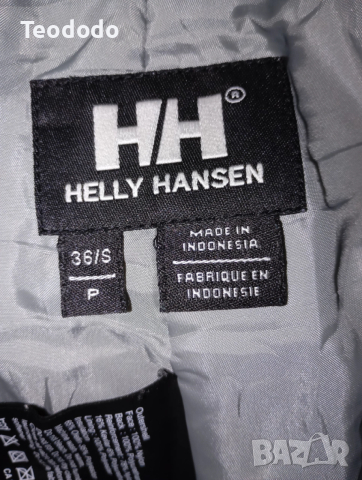 Teododo
HH®
HELLY HANSEN
36/S
P
MADE IN
INDONESIA
FABRIQUE EN
INDONESIE
BAZAR